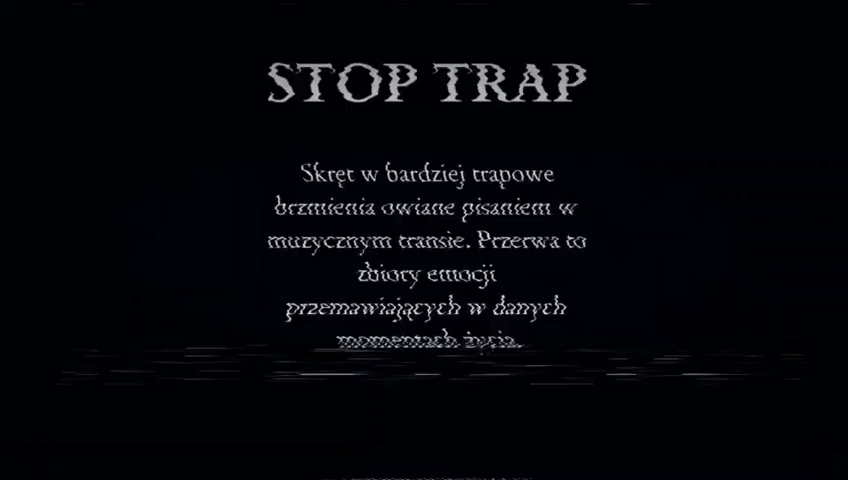 STOP TRAP
Skręt w bardziej trapowe
brzmienia owiane pisaniem w
muzycznym transie. Przerwa to
zbiory emocji
przemawiających w danych
momentach życia.